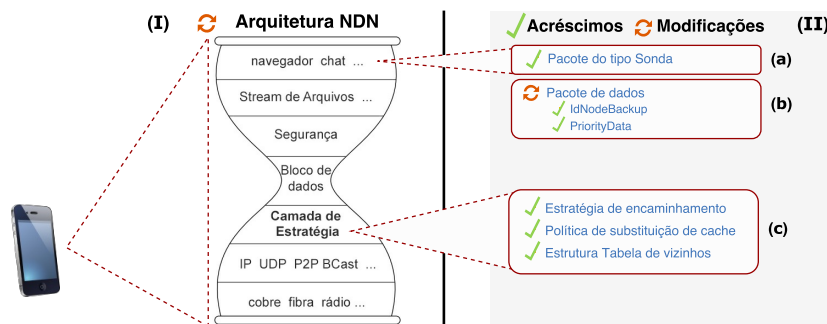 (I) Arquitetura NDN
navegador chat ...
Stream de Arquivos ...
Segurança
Bloco de
dados
Camada de
Estratégia
IP UDP P2P BCast ...
cobre fibra rádio ...
Acréscimos Modificações (II)
Pacote do tipo Sonda (a)
Pacote de dados (b)
IdNodeBackup
PriorityData
Estratégia de encaminhamento
Política de substituição de cache (c)
Estrutura Tabela de vizinhos